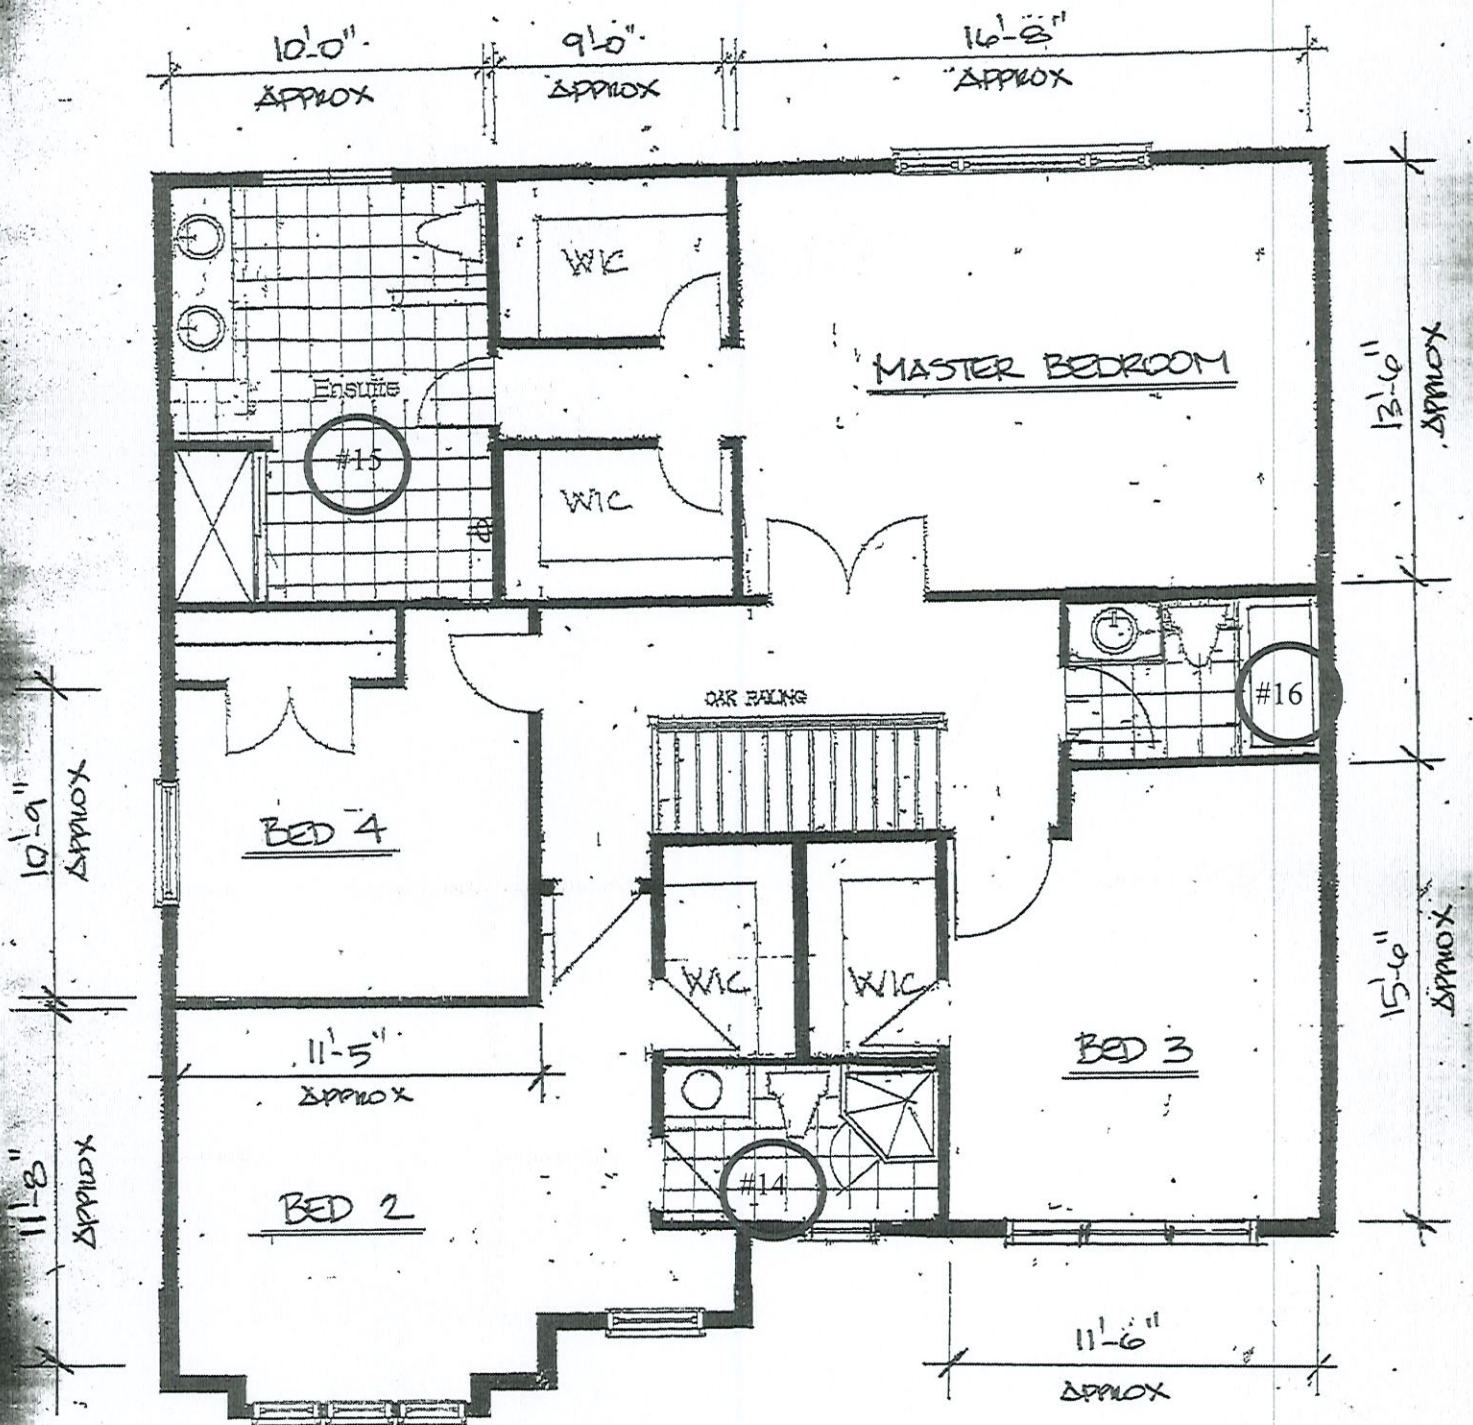 10'-0"
APPROX
9'-0"
APPROX
16'-8"
APPROX
WIC
MASTER BEDROOM
13'-6"
APPROX
Ensuite
#15
WIC
#16
OAK RAILING
10'-9"
APPROX
BED 4
WIC
WIC
15'-6"
APPROX
BED 3
11'-5"
APPROX
11'-8"
APPROX
BED 2
#14
11'-6"
APPROX